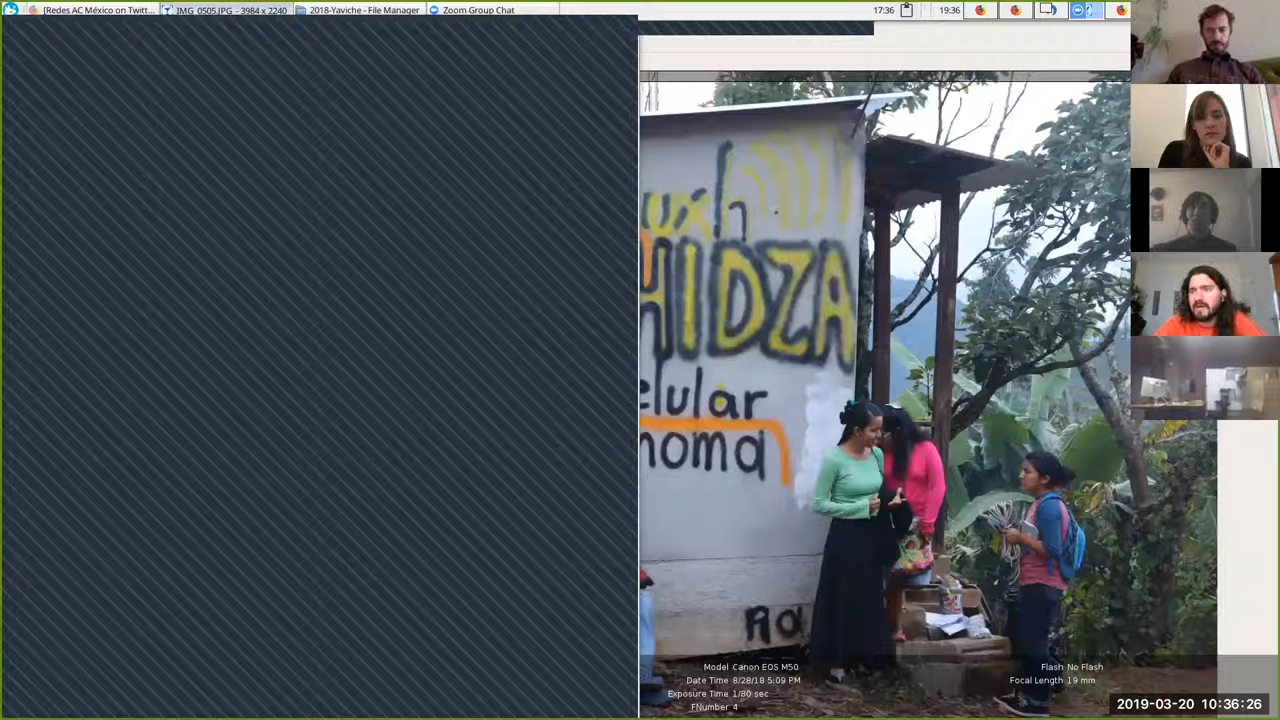 [Redes AC México on Twitt...
IMG_0505.JPG - 3984 x 2240
2018-Yaviche - File Manager
Zoom Group Chat
17:36
19:36
ux
HIDZA
elular
noma
Model Canon EOS M50
Flash No Flash
Date Time 8/28/18 5:09 PM
Focal Length 19 mm
Exposure Time 1/80 sec
FNumber 4
2019-03-20 10:36:26